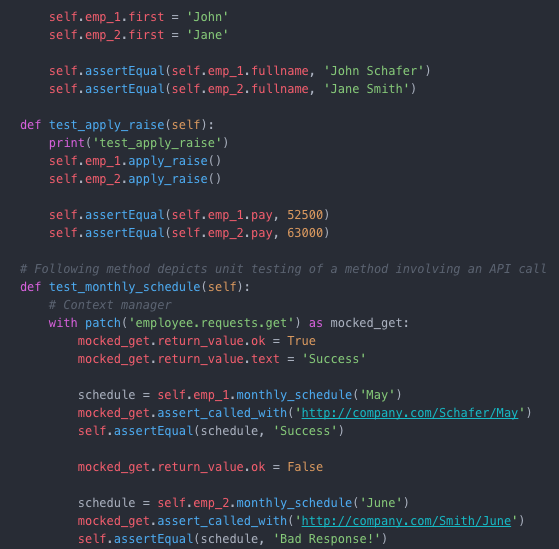 self.emp_1.first = 'John'
self.emp_2.first = 'Jane'
self.assertEqual(self.emp_1.fullname, 'John Schafer')
self.assertEqual(self.emp_2.fullname, 'Jane Smith')
def test_apply_raise(self):
print('test_apply_raise')
self.emp_1.apply_raise()
self.emp_2.apply_raise()
self.assertEqual(self.emp_1.pay, 52500)
self.assertEqual(self.emp_2.pay, 63000)
# Following method depicts unit testing of a method involving an API call
def test_monthly_schedule(self):
# Context manager
with patch('employee.requests.get') as mocked_get:
mocked_get.return_value.ok = True
mocked_get.return_value.text = 'Success'
schedule = self.emp_1.monthly_schedule('May')
mocked_get.assert_called_with('http://company.com/Schafer/May')
self.assertEqual(schedule, 'Success')
mocked_get.return_value.ok = False
schedule = self.emp_2.monthly_schedule('June')
mocked_get.assert_called_with('http://company.com/Smith/June')
self.assertEqual(schedule, 'Bad Response!')